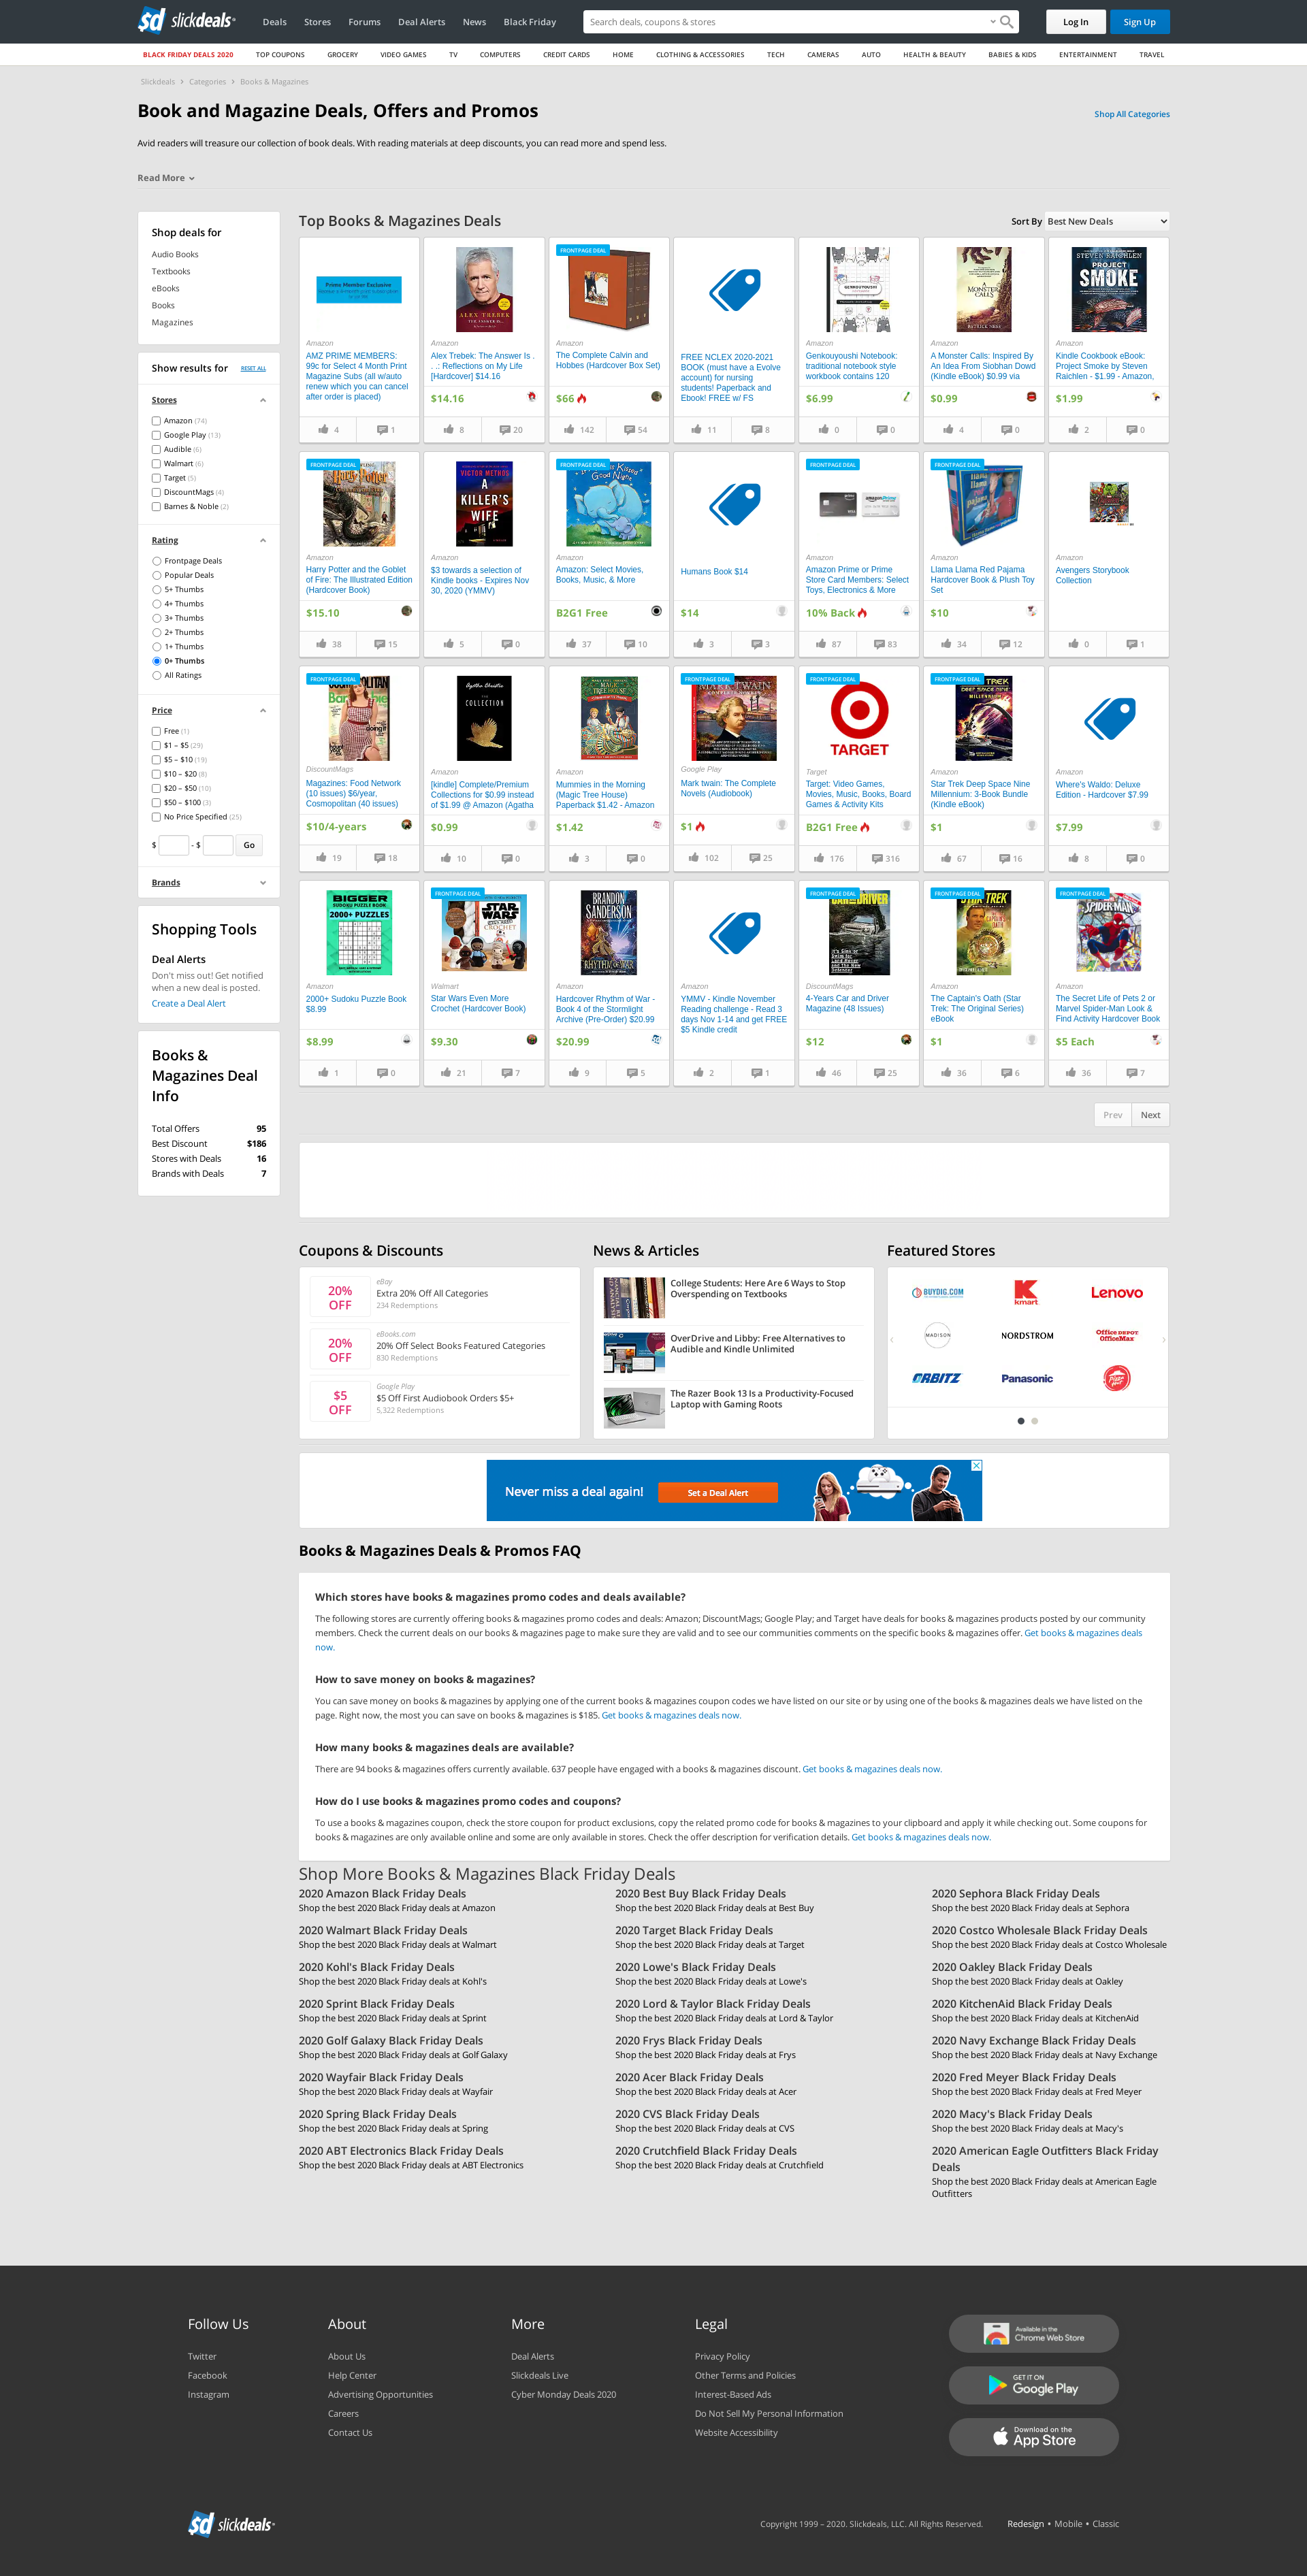 sd slickdeals
Deals Stores Forums Deal Alerts News Black Friday
Search deals, coupons & stores
Log In Sign Up
BLACK FRIDAY DEALS 2020 TOP COUPONS GROCERY VIDEO GAMES TV COMPUTERS CREDIT CARDS HOME CLOTHING & ACCESSORIES TECH CAMERAS AUTO HEALTH & BEAUTY BABIES & KIDS ENTERTAINMENT TRAVEL
Slickdeals › Categories › Books & Magazines
Book and Magazine Deals, Offers and Promos
Shop All Categories
Avid readers will treasure our collection of book deals. With reading materials at deep discounts, you can read more and spend less.
Read More
Shop deals for
Audio Books
Textbooks
eBooks
Books
Magazines
Show results for RESET ALL
Stores
Amazon (74)
Google Play (13)
Audible (6)
Walmart (6)
Target (5)
DiscountMags (4)
Barnes & Noble (2)
Rating
Frontpage Deals
Popular Deals
5+ Thumbs
4+ Thumbs
3+ Thumbs
2+ Thumbs
1+ Thumbs
0+ Thumbs
All Ratings
Price
Free (1)
$1 – $5 (29)
$5 – $10 (19)
$10 – $20 (8)
$20 – $50 (10)
$50 – $100 (3)
No Price Specified (25)
$ - $ Go
Brands
Shopping Tools
Deal Alerts
Don't miss out! Get notified
when a new deal is posted.
Create a Deal Alert
Books &
Magazines Deal
Info
Total Offers 95
Best Discount $186
Stores with Deals 16
Brands with Deals 7
Top Books & Magazines Deals
Sort By Best New Deals
Prime Member Exclusive
Amazon
AMZ PRIME MEMBERS:
99c for Select 4 Month Print
Magazine Subs (all w/auto
renew which you can cancel
after order is placed)
4 1
ALEX TREBEK
Amazon
Alex Trebek: The Answer Is .
. .: Reflections on My Life
[Hardcover] $14.16
$14.16
8 20
FRONTPAGE DEAL
Amazon
The Complete Calvin and
Hobbes (Hardcover Box Set)
$66
142 54
FREE NCLEX 2020-2021
BOOK (must have a Evolve
account) for nursing
students! Paperback and
Ebook! FREE w/ FS
11 8
GENKOUYOUSHI
Amazon
Genkouyoushi Notebook:
traditional notebook style
workbook contains 120
$6.99
0 0
A MONSTER CALLS
PATRICK NESS
Amazon
A Monster Calls: Inspired By
An Idea From Siobhan Dowd
(Kindle eBook) $0.99 via
$0.99
4 0
STEVEN RAICHLEN
PROJECT
SMOKE
Amazon
Kindle Cookbook eBook:
Project Smoke by Steven
Raichlen - $1.99 - Amazon,
$1.99
2 0
FRONTPAGE DEAL
Harry Potter
Amazon
Harry Potter and the Goblet
of Fire: The Illustrated Edition
(Hardcover Book)
$15.10
38 15
VICTOR METHOS
A
KILLER'S
WIFE
Amazon
$3 towards a selection of
Kindle books - Expires Nov
30, 2020 (YMMV)
5 0
FRONTPAGE DEAL
Kissed
Good Night
Amazon
Amazon: Select Movies,
Books, Music, & More
B2G1 Free
37 10
Humans Book $14
$14
3 3
FRONTPAGE DEAL
amazonPrime
Amazon
Amazon Prime or Prime
Store Card Members: Select
Toys, Electronics & More
10% Back
87 83
FRONTPAGE DEAL
Amazon
Llama Llama Red Pajama
Hardcover Book & Plush Toy
Set
$10
34 12
Amazon
Avengers Storybook
Collection
0 1
FRONTPAGE DEAL
DiscountMags
Magazines: Food Network
(10 issues) $6/year,
Cosmopolitan (40 issues)
$10/4-years
19 18
Agatha Christie
THE
COLLECTION
Amazon
[kindle] Complete/Premium
Collections for $0.99 instead
of $1.99 @ Amazon (Agatha
$0.99
10 0
MAGIC
TREE HOUSE
Amazon
Mummies in the Morning
(Magic Tree House)
Paperback $1.42 - Amazon
$1.42
3 0
FRONTPAGE DEAL
MARK TWAIN
Google Play
Mark twain: The Complete
Novels (Audiobook)
$1
102 25
FRONTPAGE DEAL
TARGET
Target
Target: Video Games,
Movies, Music, Books, Board
Games & Activity Kits
B2G1 Free
176 316
FRONTPAGE DEAL
STAR TREK
DEEP SPACE NINE
MILLENNIUM
Amazon
Star Trek Deep Space Nine
Millennium: 3-Book Bundle
(Kindle eBook)
$1
67 16
Amazon
Where's Waldo: Deluxe
Edition - Hardcover $7.99
$7.99
8 0
BIGGER
SUDOKU PUZZLE BOOK
2000+ PUZZLES
Amazon
2000+ Sudoku Puzzle Book
$8.99
$8.99
1 0
FRONTPAGE DEAL
STAR WARS
CROCHET
Walmart
Star Wars Even More
Crochet (Hardcover Book)
$9.30
21 7
BRANDON
SANDERSON
RHYTHM OF WAR
Amazon
Hardcover Rhythm of War -
Book 4 of the Stormlight
Archive (Pre-Order) $20.99
$20.99
9 5
Amazon
YMMV - Kindle November
Reading challenge - Read 3
days Nov 1-14 and get FREE
$5 Kindle credit
2 1
FRONTPAGE DEAL
CAR AND DRIVER
DiscountMags
4-Years Car and Driver
Magazine (48 Issues)
$12
46 25
FRONTPAGE DEAL
STAR TREK
Amazon
The Captain's Oath (Star
Trek: The Original Series)
eBook
$1
36 6
FRONTPAGE DEAL
SPIDER-MAN
Amazon
The Secret Life of Pets 2 or
Marvel Spider-Man Look &
Find Activity Hardcover Book
$5 Each
36 7
Prev Next
Coupons & Discounts
20%
OFF
eBay
Extra 20% Off All Categories
234 Redemptions
20%
OFF
eBooks.com
20% Off Select Books Featured Categories
830 Redemptions
$5
OFF
Google Play
$5 Off First Audiobook Orders $5+
5,322 Redemptions
News & Articles
College Students: Here Are 6 Ways to Stop
Overspending on Textbooks
OverDrive and Libby: Free Alternatives to
Audible and Kindle Unlimited
The Razer Book 13 Is a Productivity-Focused
Laptop with Gaming Roots
Featured Stores
BUYDIG.COM
kmart
Lenovo
MADISON
NORDSTROM
Office DEPOT
OfficeMax
ORBITZ
Panasonic
Pizza Hut
Never miss a deal again! Set a Deal Alert
Books & Magazines Deals & Promos FAQ
Which stores have books & magazines promo codes and deals available?
The following stores are currently offering books & magazines promo codes and deals: Amazon; DiscountMags; Google Play; and Target have deals for books & magazines products posted by our community
members. Check the current deals on our books & magazines page to make sure they are valid and to see our communities comments on the specific books & magazines offer. Get books & magazines deals
now.
How to save money on books & magazines?
You can save money on books & magazines by applying one of the current books & magazines coupon codes we have listed on our site or by using one of the books & magazines deals we have listed on the
page. Right now, the most you can save on books & magazines is $185. Get books & magazines deals now.
How many books & magazines deals are available?
There are 94 books & magazines offers currently available. 637 people have engaged with a books & magazines discount. Get books & magazines deals now.
How do I use books & magazines promo codes and coupons?
To use a books & magazines coupon, check the store coupon for product exclusions, copy the related promo code for books & magazines to your clipboard and apply it while checking out. Some coupons for
books & magazines are only available online and some are only available in stores. Check the offer description for verification details. Get books & magazines deals now.
Shop More Books & Magazines Black Friday Deals
2020 Amazon Black Friday Deals
Shop the best 2020 Black Friday deals at Amazon
2020 Walmart Black Friday Deals
Shop the best 2020 Black Friday deals at Walmart
2020 Kohl's Black Friday Deals
Shop the best 2020 Black Friday deals at Kohl's
2020 Sprint Black Friday Deals
Shop the best 2020 Black Friday deals at Sprint
2020 Golf Galaxy Black Friday Deals
Shop the best 2020 Black Friday deals at Golf Galaxy
2020 Wayfair Black Friday Deals
Shop the best 2020 Black Friday deals at Wayfair
2020 Spring Black Friday Deals
Shop the best 2020 Black Friday deals at Spring
2020 ABT Electronics Black Friday Deals
Shop the best 2020 Black Friday deals at ABT Electronics
2020 Best Buy Black Friday Deals
Shop the best 2020 Black Friday deals at Best Buy
2020 Target Black Friday Deals
Shop the best 2020 Black Friday deals at Target
2020 Lowe's Black Friday Deals
Shop the best 2020 Black Friday deals at Lowe's
2020 Lord & Taylor Black Friday Deals
Shop the best 2020 Black Friday deals at Lord & Taylor
2020 Frys Black Friday Deals
Shop the best 2020 Black Friday deals at Frys
2020 Acer Black Friday Deals
Shop the best 2020 Black Friday deals at Acer
2020 CVS Black Friday Deals
Shop the best 2020 Black Friday deals at CVS
2020 Crutchfield Black Friday Deals
Shop the best 2020 Black Friday deals at Crutchfield
2020 Sephora Black Friday Deals
Shop the best 2020 Black Friday deals at Sephora
2020 Costco Wholesale Black Friday Deals
Shop the best 2020 Black Friday deals at Costco Wholesale
2020 Oakley Black Friday Deals
Shop the best 2020 Black Friday deals at Oakley
2020 KitchenAid Black Friday Deals
Shop the best 2020 Black Friday deals at KitchenAid
2020 Navy Exchange Black Friday Deals
Shop the best 2020 Black Friday deals at Navy Exchange
2020 Fred Meyer Black Friday Deals
Shop the best 2020 Black Friday deals at Fred Meyer
2020 Macy's Black Friday Deals
Shop the best 2020 Black Friday deals at Macy's
2020 American Eagle Outfitters Black Friday
Deals
Shop the best 2020 Black Friday deals at American Eagle
Outfitters
Follow Us
Twitter
Facebook
Instagram
About
About Us
Help Center
Advertising Opportunities
Careers
Contact Us
More
Deal Alerts
Slickdeals Live
Cyber Monday Deals 2020
Legal
Privacy Policy
Other Terms and Policies
Interest-Based Ads
Do Not Sell My Personal Information
Website Accessibility
Available in the
Chrome Web Store
GET IT ON
Google Play
Download on the
App Store
sd slickdeals
Copyright 1999 – 2020. Slickdeals, LLC. All Rights Reserved. Redesign • Mobile • Classic